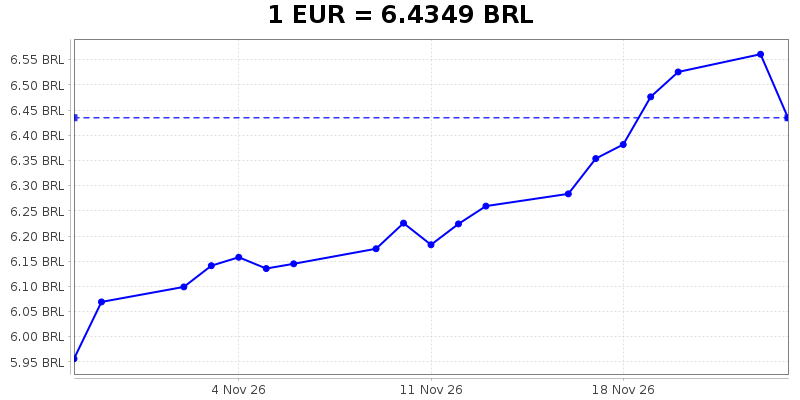 1 EUR = 6.4349 BRL
6.55 BRL
6.50 BRL
6.45 BRL
6.40 BRL
6.35 BRL
6.30 BRL
6.25 BRL
6.20 BRL
6.15 BRL
6.10 BRL
6.05 BRL
6.00 BRL
5.95 BRL
4 Nov 26
11 Nov 26
18 Nov 26